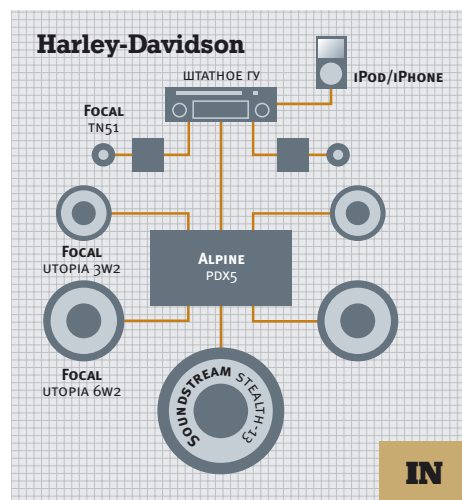 Harley-Davidson
ШТАТНОЕ ГУ
iPod/iPhone
Focal
TN51
Focal
UTOPIA 3W2
Alpine
PDX5
Focal
UTOPIA 6W2
Soundstream STEALTH-13
IN